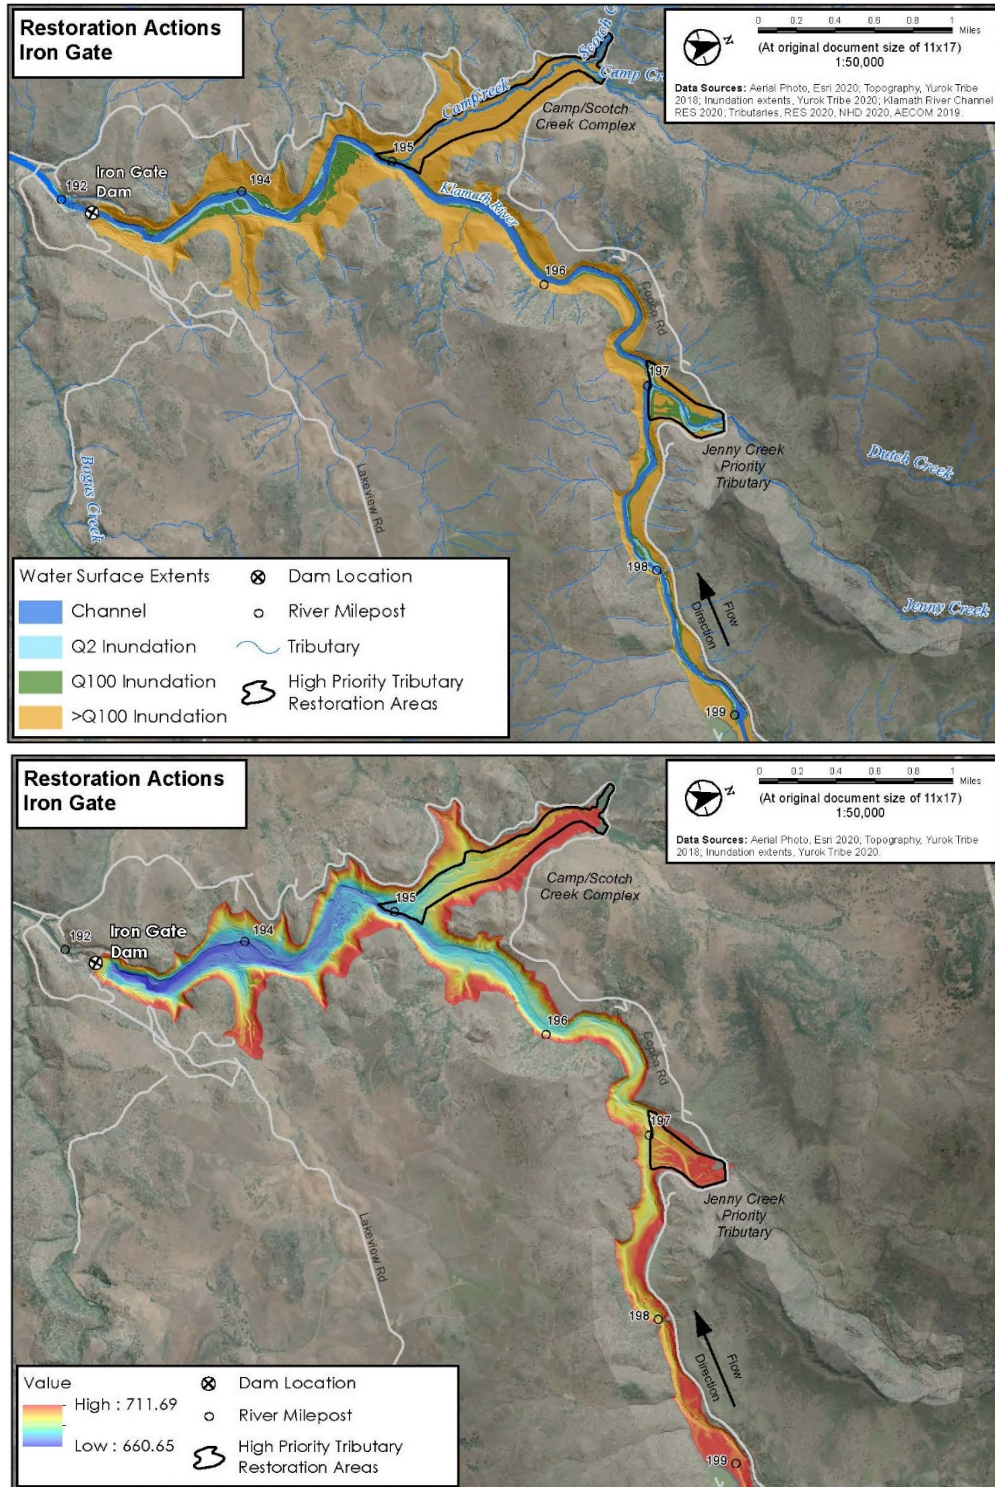 Restoration Actions
Iron Gate
0 0.2 0.4 0.6 0.8 1
Miles
N
(At original document size of 11x17)
1:50,000
Data Sources: Aerial Photo, Esri 2020; Topography, Yurok Tribe
2018; Inundation extents, Yurok Tribe 2020; Klamath River Channel
RES 2020; Tributaries, RES 2020, NHD 2020, AECOM 2019.
Scotch
Camp
Camp Creek
Camp/Scotch
Creek Complex
195
Iron Gate
Dam
192
194
Klamath River
196
Copco Rd
197
Jenny Creek
Priority
Tributary
Dutch Creek
Bogus Creek
Lakeview Rd
198
Flow
Direction
Jenny Creek
199
Water Surface Extents
Channel
Q2 Inundation
Q100 Inundation
>Q100 Inundation
Dam Location
River Milepost
Tributary
High Priority Tributary
Restoration Areas
Restoration Actions
Iron Gate
0 0.2 0.4 0.6 0.8 1
Miles
N
(At original document size of 11x17)
1:50,000
Data Sources: Aerial Photo, Esri 2020; Topography, Yurok Tribe
2018; Inundation extents, Yurok Tribe 2020.
Camp/Scotch
Creek Complex
195
Iron Gate
Dam
192
194
196
Copco Rd
197
Jenny Creek
Priority
Tributary
Lakeview Rd
198
Flow
Direction
199
Value
High : 711.69
Low : 660.65
Dam Location
River Milepost
High Priority Tributary
Restoration Areas